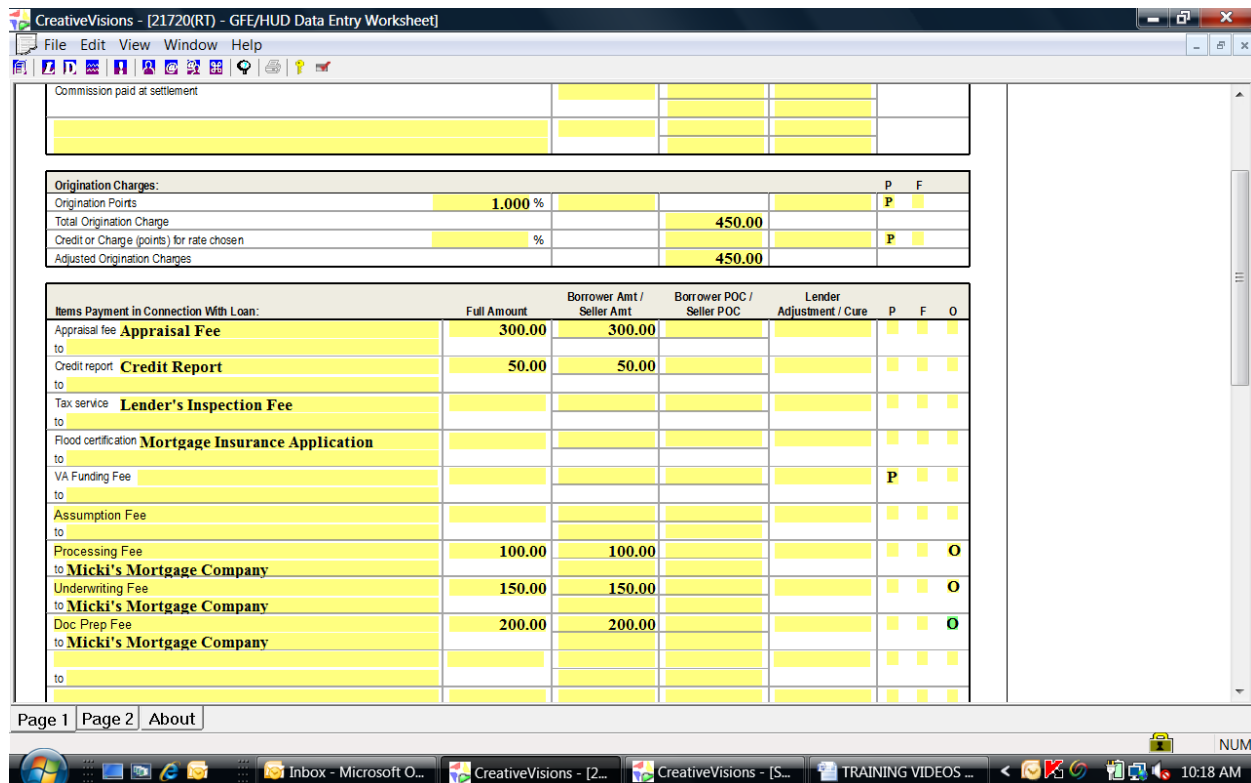 CreativeVisions - [21720(RT) - GFE/HUD Data Entry Worksheet]
File Edit View Window Help
Commission paid at settlement
Origination Charges: P F
Origination Points 1.000 % P
Total Origination Charge 450.00
Credit or Charge (points) for rate chosen % P
Adjusted Origination Charges 450.00
Borrower Amt / Borrower POC / Lender
Items Payment in Connection With Loan: Full Amount Seller Amt Seller POC Adjustment / Cure P F O
Appraisal fee Appraisal Fee 300.00 300.00
to
Credit report Credit Report 50.00 50.00
to
Tax service Lender's Inspection Fee
to
Flood certification Mortgage Insurance Application
to
VA Funding Fee P
to
Assumption Fee
to
Processing Fee 100.00 100.00 O
to Micki's Mortgage Company
Underwriting Fee 150.00 150.00 O
to Micki's Mortgage Company
Doc Prep Fee 200.00 200.00 O
to Micki's Mortgage Company
to
Page 1 Page 2 About
NUM
Inbox - Microsoft O... CreativeVisions - [2... CreativeVisions - [S... TRAINING VIDEOS ... 10:18 AM